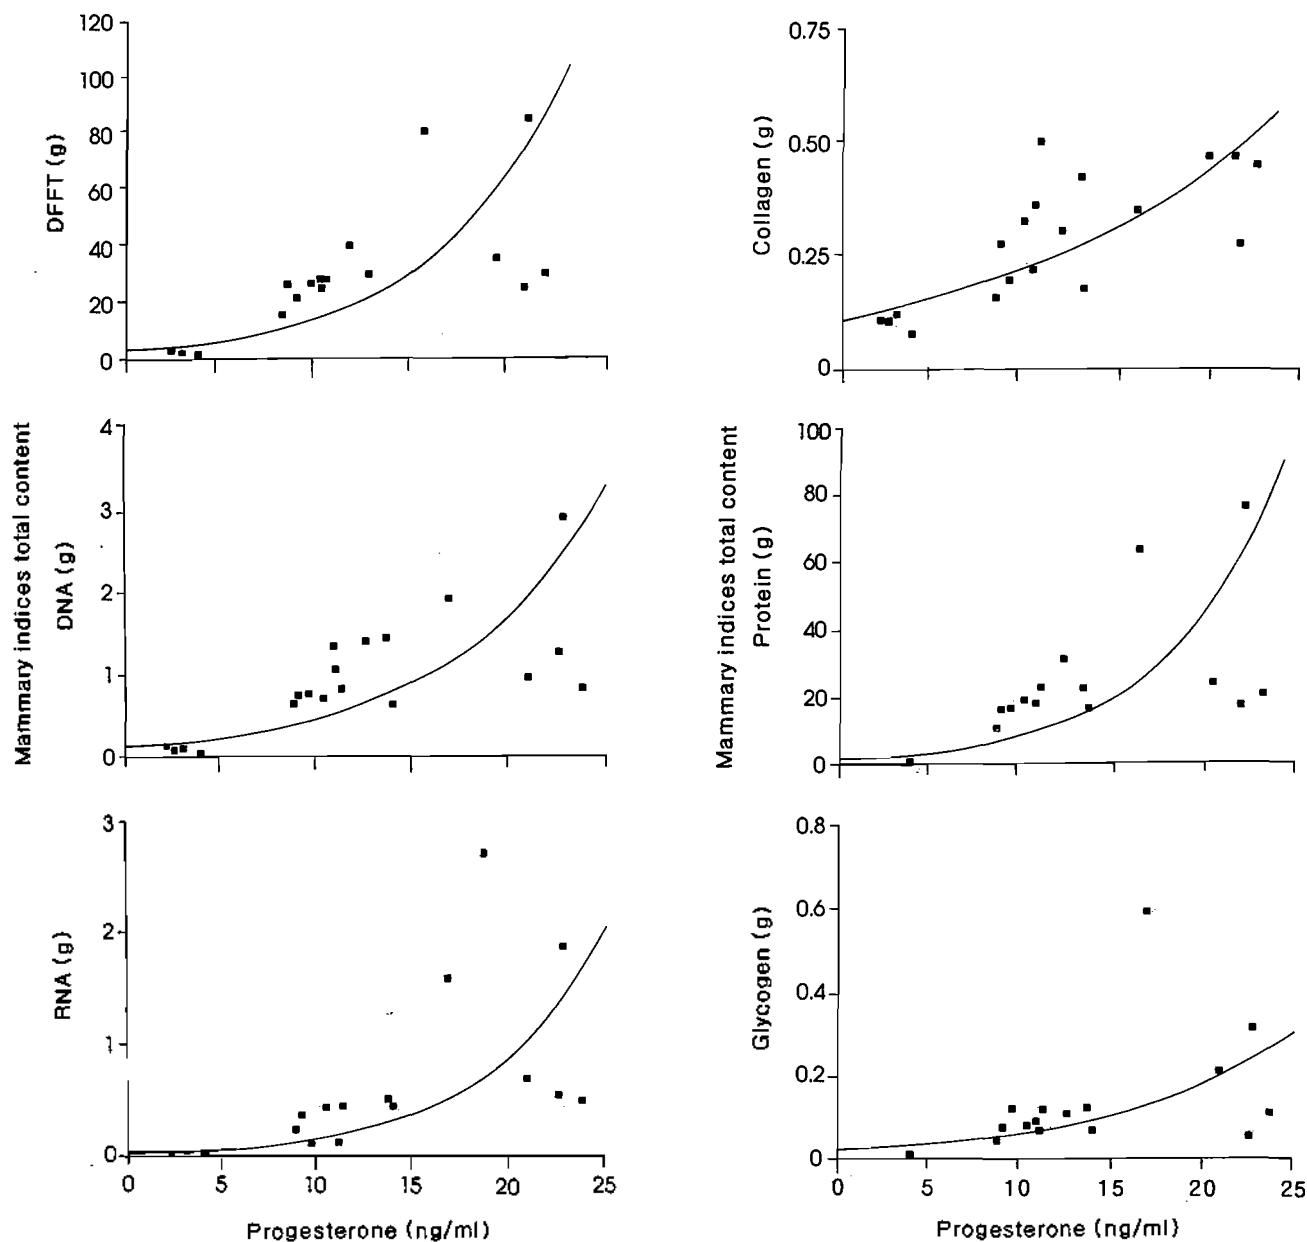 120
100
80
60
40
20
0
DFFT (g)
0.75
0.50
0.25
0
Collagen (g)
Mammary indices total content
4
3
2
1
0
DNA (g)
Mammary indices total content
100
80
60
40
20
0
Protein (g)
3
2
1
0
RNA (g)
0 5 10 15 20 25
Progesterone (ng/ml)
0.8
0.6
0.4
0.2
0
Glycogen (g)
0 5 10 15 20 25
Progesterone (ng/ml)